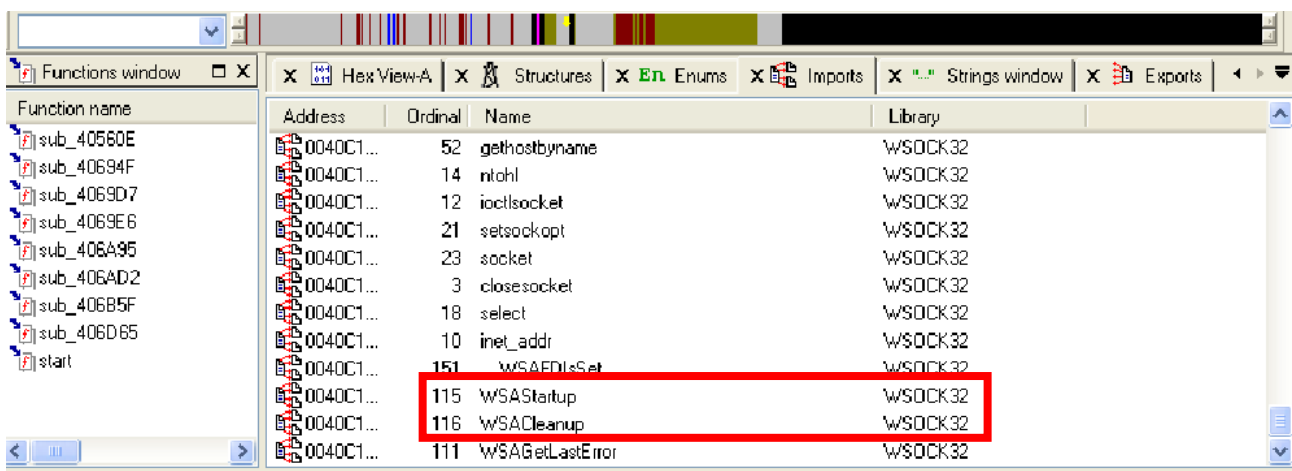 Functions window
Hex View-A Structures En Enums Imports "..." Strings window Exports
Function name
Address Ordinal Name Library
sub_40560E
sub_40694F
sub_4069D7
sub_4069E6
sub_406A95
sub_406AD2
sub_406B5F
sub_406D65
start
0040C1... 52 gethostbyname WSOCK32
0040C1... 14 ntohl WSOCK32
0040C1... 12 ioctlsocket WSOCK32
0040C1... 21 setsockopt WSOCK32
0040C1... 23 socket WSOCK32
0040C1... 3 closesocket WSOCK32
0040C1... 18 select WSOCK32
0040C1... 10 inet_addr WSOCK32
0040C1... 151 __WSAFDIsSet WSOCK32
0040C1... 115 WSAStartup WSOCK32
0040C1... 116 WSACleanup WSOCK32
0040C1... 111 WSAGetLastError WSOCK32